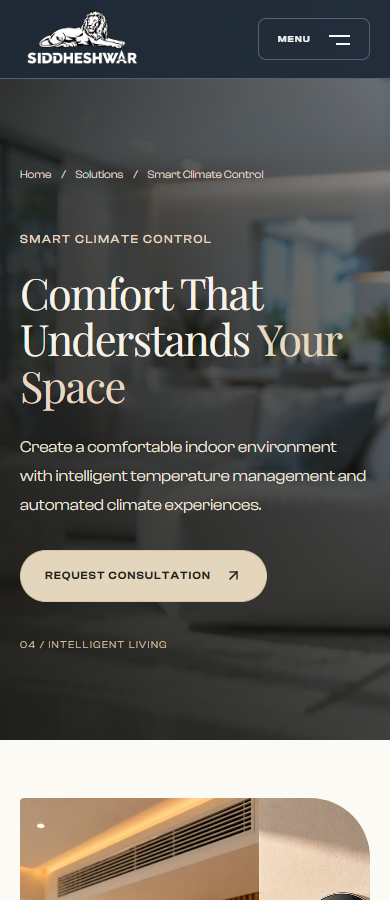 SIDDHESHWAR
MENU
Home / Solutions / Smart Climate Control
SMART CLIMATE CONTROL
Comfort That
Understands Your
Space
Create a comfortable indoor environment
with intelligent temperature management and
automated climate experiences.
REQUEST CONSULTATION
04 / INTELLIGENT LIVING